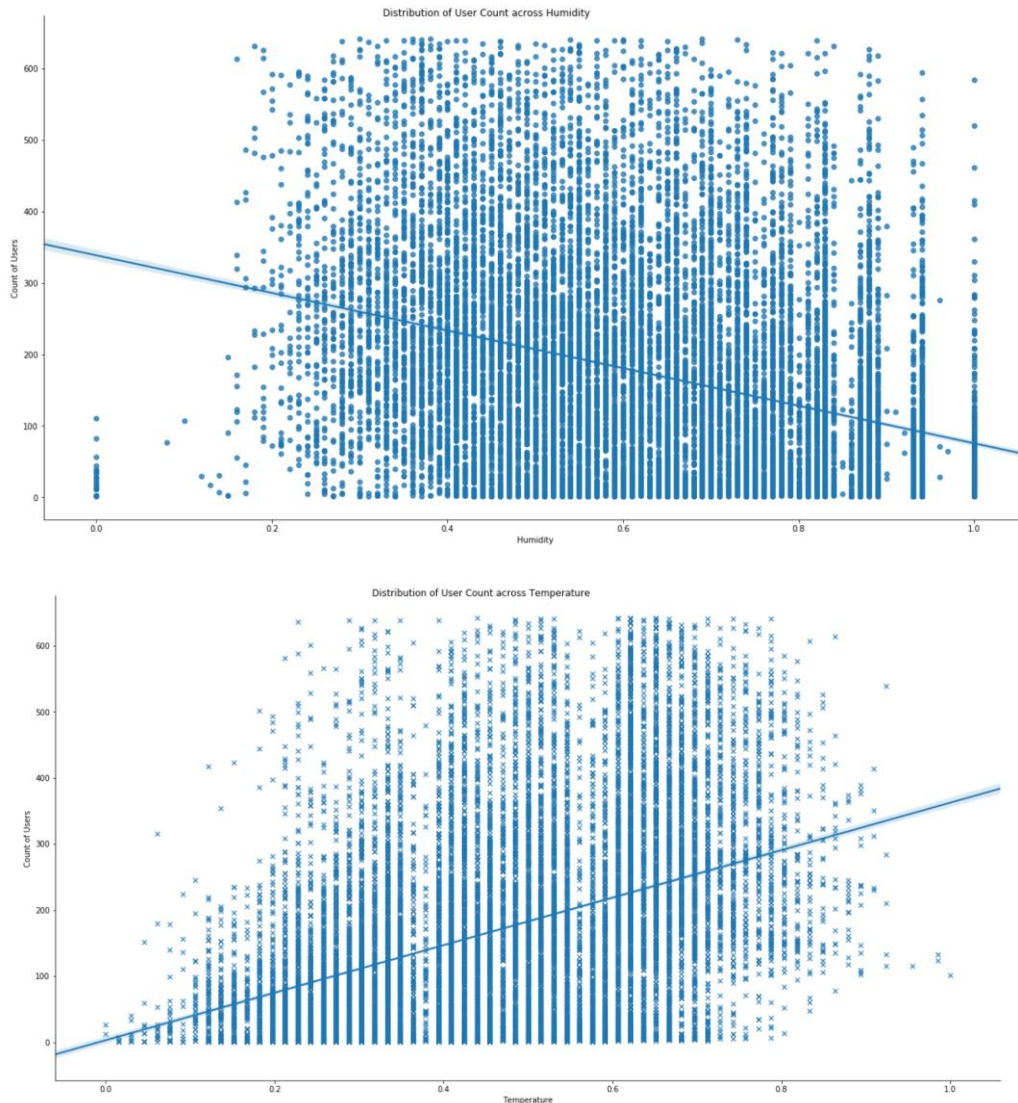 Distribution of User Count across Humidity
600
500
400
300
200
100
0
Count of Users
0.0 0.2 0.4 0.6 0.8 1.0
Humidity
Distribution of User Count across Temperature
600
500
400
300
200
100
0
Count of Users
0.0 0.2 0.4 0.6 0.8 1.0
Temperature